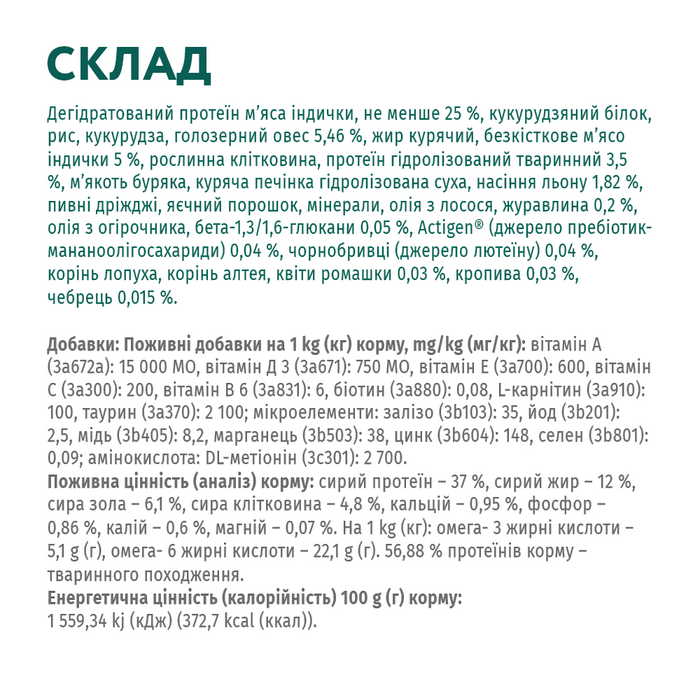 СКЛАД
Дегідратований протеїн м’яса індички, не менше 25 %, кукурудзяний білок,
рис, кукурудза, голозерний овес 5,46 %, жир курячий, безкісткове м’ясо
індички 5 %, рослинна клітковина, протеїн гідролізований тваринний 3,5
%, м’якоть буряка, куряча печінка гідролізована суха, насіння льону 1,82 %,
пивні дріжджі, яєчний порошок, мінерали, олія з лосося, журавлина 0,2 %,
олія з огірочника, бета-1,3/1,6-глюкани 0,05 %, Actigen® (джерело пребіотик-
мананоолігосахариди) 0,04 %, чорнобривці (джерело лютеїну) 0,04 %,
корінь лопуха, корінь алтея, квіти ромашки 0,03 %, кропива 0,03 %,
чебрець 0,015 %.
Добавки: Поживні добавки на 1 kg (кг) корму, mg/kg (мг/кг): вітамін А
(3а672а): 15 000 МО, вітамін Д 3 (3а671): 750 МО, вітамін Е (3а700): 600, вітамін
С (3а300): 200, вітамін В 6 (3а831): 6, біотин (3а880): 0,08, L-карнітин (3а910):
100, таурин (3а370): 2 100; мікроелементи: залізо (3b103): 35, йод (3b201):
2,5, мідь (3b405): 8,2, марганець (3b503): 38, цинк (3b604): 148, селен (3b801):
0,09; амінокислота: DL-метіонін (3с301): 2 700.
Поживна цінність (аналіз) корму: сирий протеїн – 37 %, сирий жир – 12 %,
сира зола – 6,1 %, сира клітковина – 4,8 %, кальцій – 0,95 %, фосфор –
0,86 %, калій – 0,6 %, магній – 0,07 %. На 1 kg (кг): омега- 3 жирні кислоти –
5,1 g (г), омега- 6 жирні кислоти – 22,1 g (г). 56,88 % протеїнів корму –
тваринного походження.
Енергетична цінність (калорійність) 100 g (г) корму:
1 559,34 kj (кДж) (372,7 kcal (ккал)).